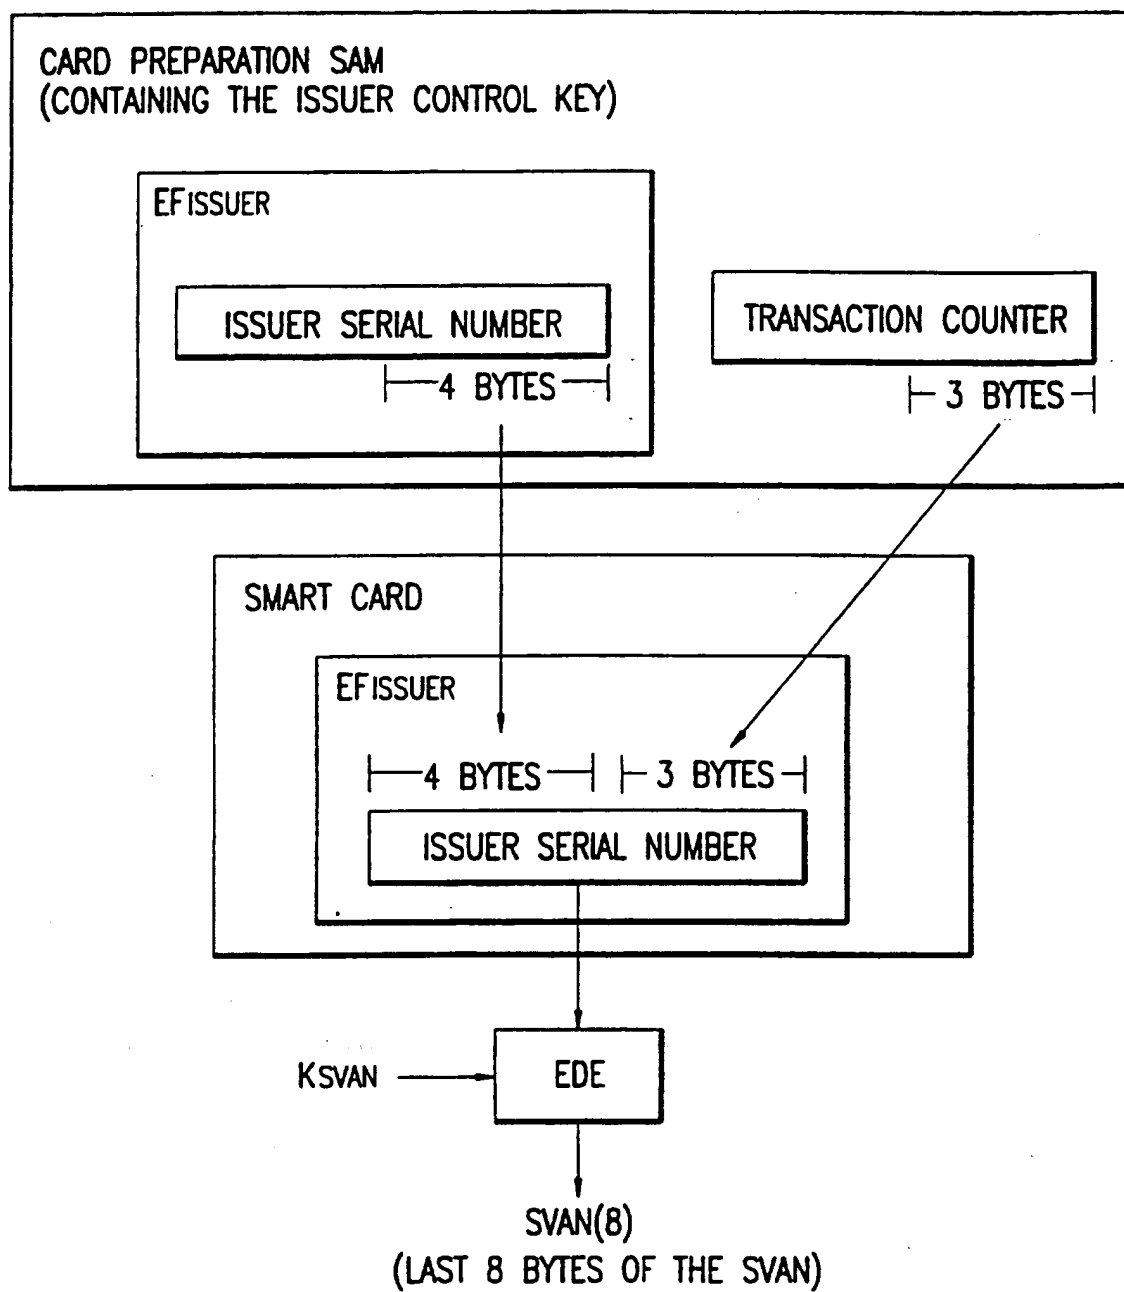 CARD PREPARATION SAM
(CONTAINING THE ISSUER CONTROL KEY)
EFISSUER
ISSUER SERIAL NUMBER
TRANSACTION COUNTER
4 BYTES
3 BYTES
SMART CARD
EFISSUER
4 BYTES
3 BYTES
ISSUER SERIAL NUMBER
KSVAN
EDE
SVAN(8)
(LAST 8 BYTES OF THE SVAN)